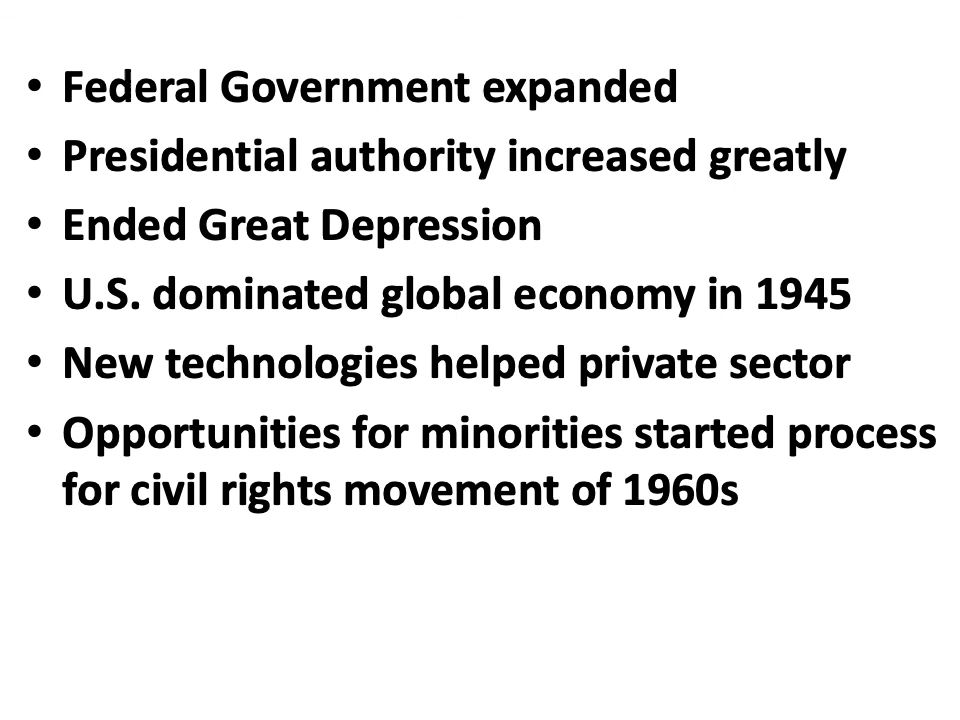 • Federal Government expanded
• Presidential authority increased greatly
• Ended Great Depression
• U.S. dominated global economy in 1945
• New technologies helped private sector
• Opportunities for minorities started process
for civil rights movement of 1960s